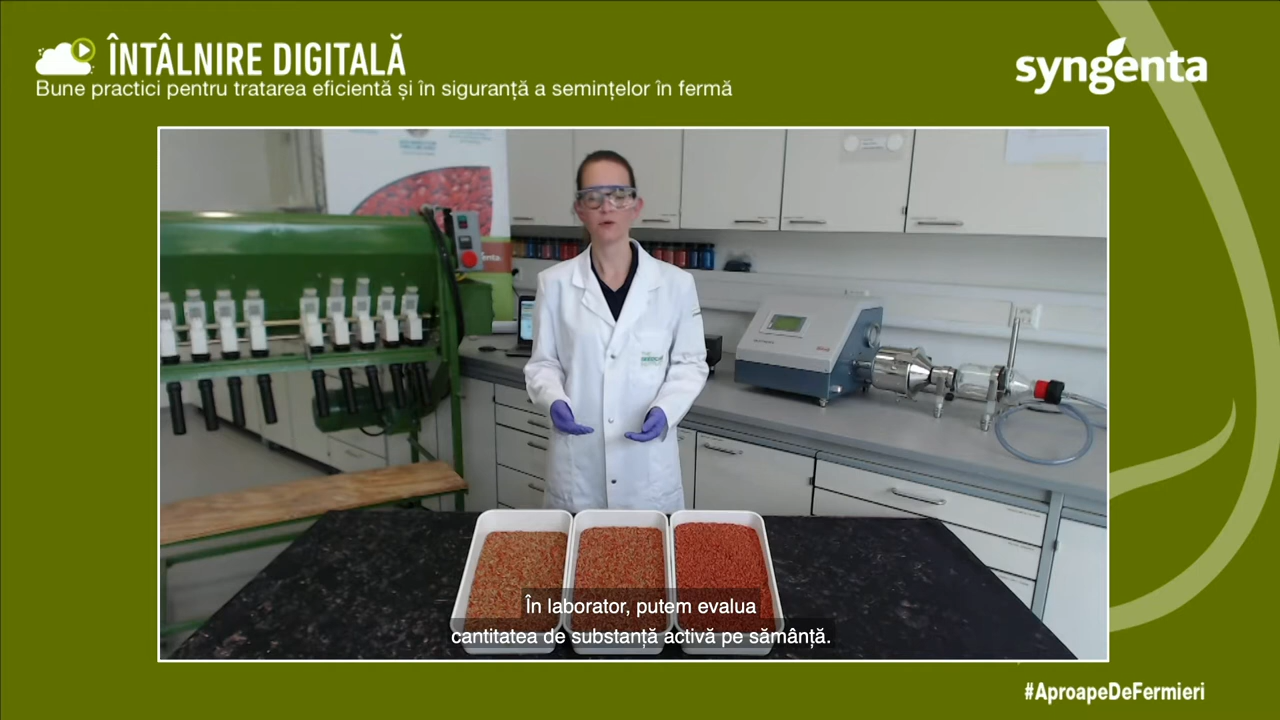 ÎNTÂLNIRE DIGITALĂ
Bune practici pentru tratarea eficientă și în siguranță a semințelor în fermă
syngenta
În laborator, putem evalua
cantitatea de substanță activă pe sămânță.
#AproapeDeFermieri